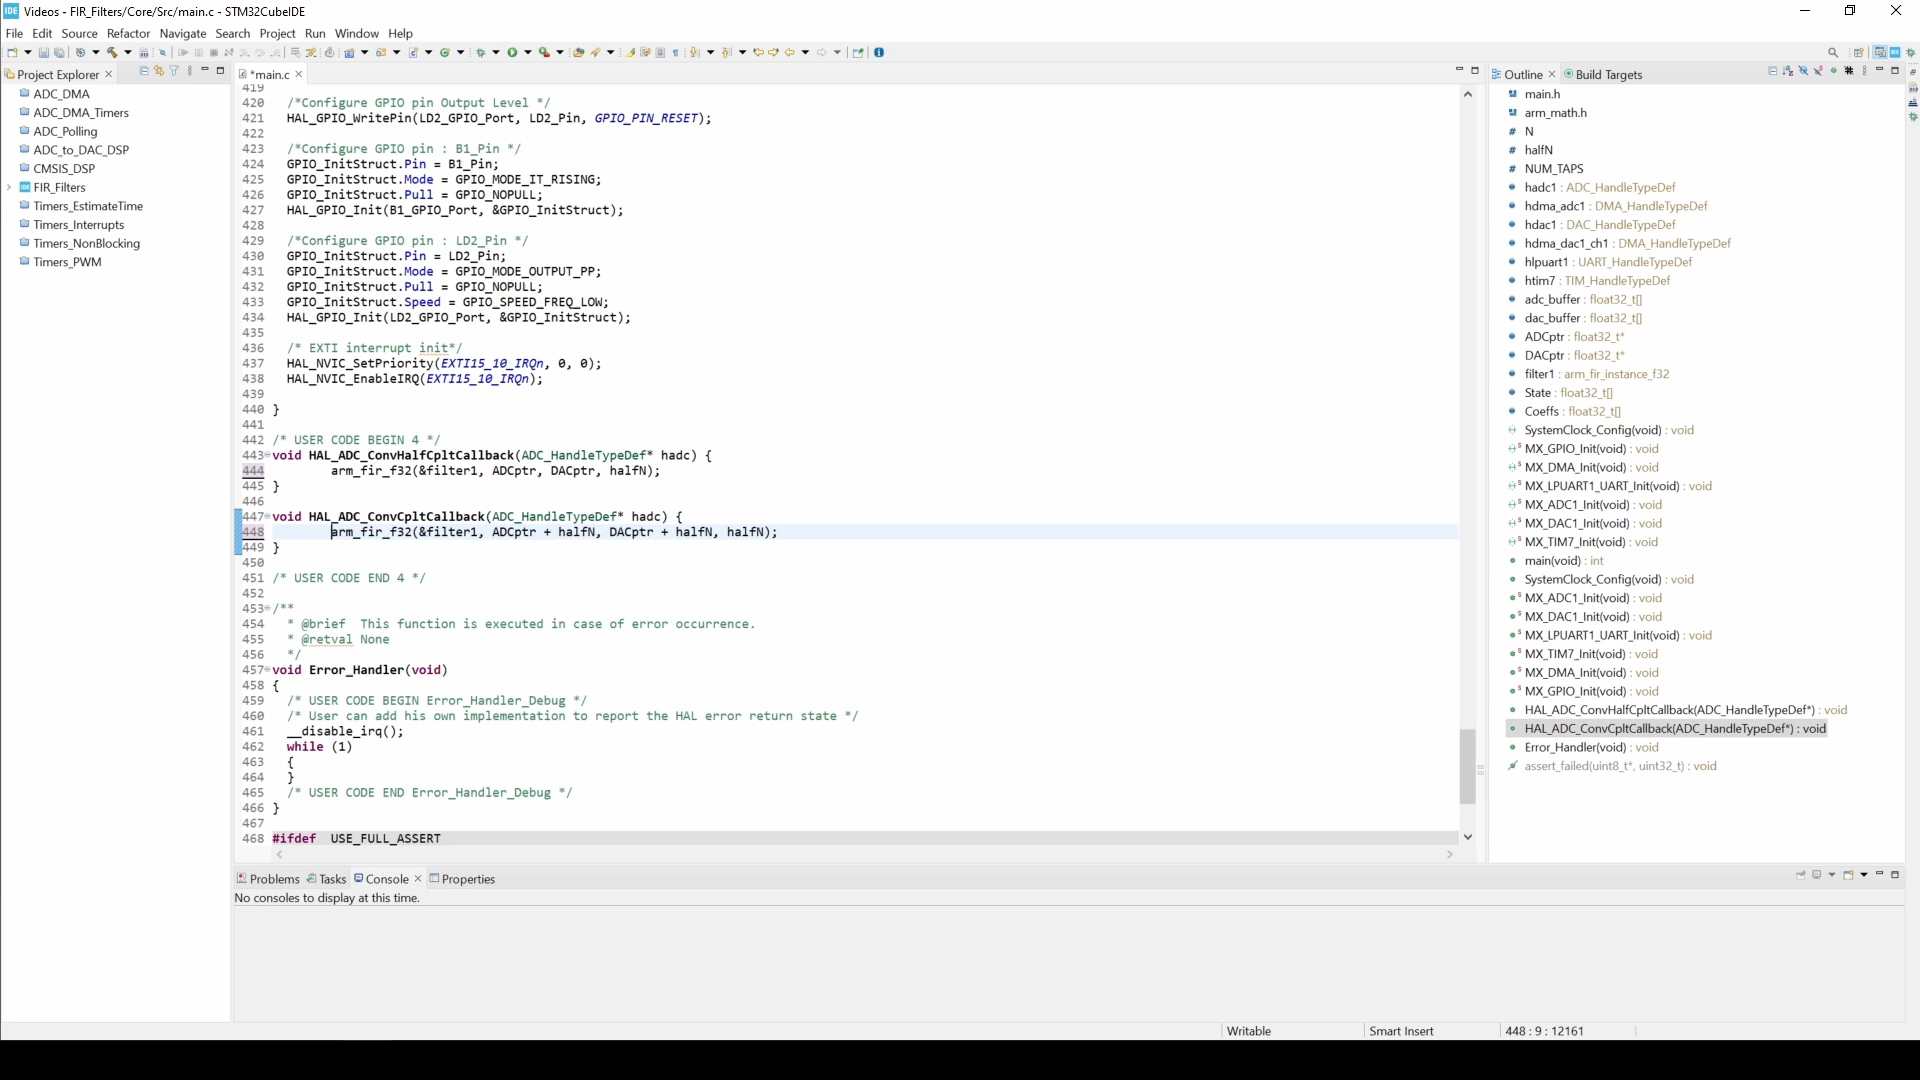 IDE Videos - FIR_Filters/Core/Src/main.c - STM32CubeIDE
File Edit Source Refactor Navigate Search Project Run Window Help
Project Explorer
ADC_DMA
ADC_DMA_Timers
ADC_Polling
ADC_to_DAC_DSP
CMSIS_DSP
FIR_Filters
Timers_EstimateTime
Timers_Interrupts
Timers_NonBlocking
Timers_PWM
*main.c
419
420 /*Configure GPIO pin Output Level */
421 HAL_GPIO_WritePin(LD2_GPIO_Port, LD2_Pin, GPIO_PIN_RESET);
422
423 /*Configure GPIO pin : B1_Pin */
424 GPIO_InitStruct.Pin = B1_Pin;
425 GPIO_InitStruct.Mode = GPIO_MODE_IT_RISING;
426 GPIO_InitStruct.Pull = GPIO_NOPULL;
427 HAL_GPIO_Init(B1_GPIO_Port, &GPIO_InitStruct);
428
429 /*Configure GPIO pin : LD2_Pin */
430 GPIO_InitStruct.Pin = LD2_Pin;
431 GPIO_InitStruct.Mode = GPIO_MODE_OUTPUT_PP;
432 GPIO_InitStruct.Pull = GPIO_NOPULL;
433 GPIO_InitStruct.Speed = GPIO_SPEED_FREQ_LOW;
434 HAL_GPIO_Init(LD2_GPIO_Port, &GPIO_InitStruct);
435
436 /* EXTI interrupt init*/
437 HAL_NVIC_SetPriority(EXTI15_10_IRQn, 0, 0);
438 HAL_NVIC_EnableIRQ(EXTI15_10_IRQn);
439
440 }
441
442 /* USER CODE BEGIN 4 */
443 void HAL_ADC_ConvHalfCpltCallback(ADC_HandleTypeDef* hadc) {
444 arm_fir_f32(&filter1, ADCptr, DACptr, halfN);
445 }
446
447 void HAL_ADC_ConvCpltCallback(ADC_HandleTypeDef* hadc) {
448 arm_fir_f32(&filter1, ADCptr + halfN, DACptr + halfN, halfN);
449 }
450
451 /* USER CODE END 4 */
452
453 /**
454 * @brief This function is executed in case of error occurrence.
455 * @retval None
456 */
457 void Error_Handler(void)
458 {
459 /* USER CODE BEGIN Error_Handler_Debug */
460 /* User can add his own implementation to report the HAL error return state */
461 __disable_irq();
462 while (1)
463 {
464 }
465 /* USER CODE END Error_Handler_Debug */
466 }
467
468 #ifdef USE_FULL_ASSERT
Outline Build Targets
main.h
arm_math.h
# N
# halfN
# NUM_TAPS
hadc1 : ADC_HandleTypeDef
hdma_adc1 : DMA_HandleTypeDef
hdac1 : DAC_HandleTypeDef
hdma_dac1_ch1 : DMA_HandleTypeDef
hlpuart1 : UART_HandleTypeDef
htim7 : TIM_HandleTypeDef
adc_buffer : float32_t[]
dac_buffer : float32_t[]
ADCptr : float32_t*
DACptr : float32_t*
filter1 : arm_fir_instance_f32
State : float32_t[]
Coeffs : float32_t[]
SystemClock_Config(void) : void
MX_GPIO_Init(void) : void
MX_DMA_Init(void) : void
MX_LPUART1_UART_Init(void) : void
MX_ADC1_Init(void) : void
MX_DAC1_Init(void) : void
MX_TIM7_Init(void) : void
main(void) : int
SystemClock_Config(void) : void
MX_ADC1_Init(void) : void
MX_DAC1_Init(void) : void
MX_LPUART1_UART_Init(void) : void
MX_TIM7_Init(void) : void
MX_DMA_Init(void) : void
MX_GPIO_Init(void) : void
HAL_ADC_ConvHalfCpltCallback(ADC_HandleTypeDef*) : void
HAL_ADC_ConvCpltCallback(ADC_HandleTypeDef*) : void
Error_Handler(void) : void
assert_failed(uint8_t*, uint32_t) : void
Problems Tasks Console Properties
No consoles to display at this time.
Writable Smart Insert 448 : 9 : 12161